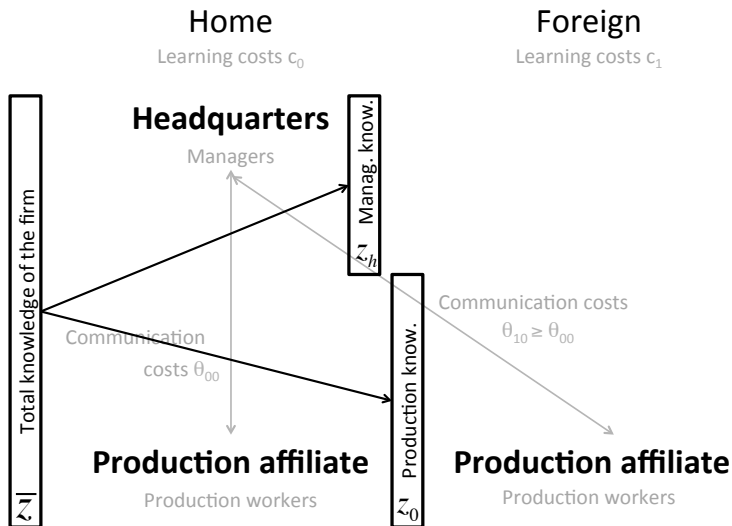 Home
Foreign
Learning costs c₀
Learning costs c₁
Headquarters
Managers
Total knowledge of the firm
z̄
Manag. know.
z_h
Communication
costs θ₀₀
Communication costs
θ₁₀ ≥ θ₀₀
Production know.
z₀
Production affiliate
Production workers
Production affiliate
Production workers